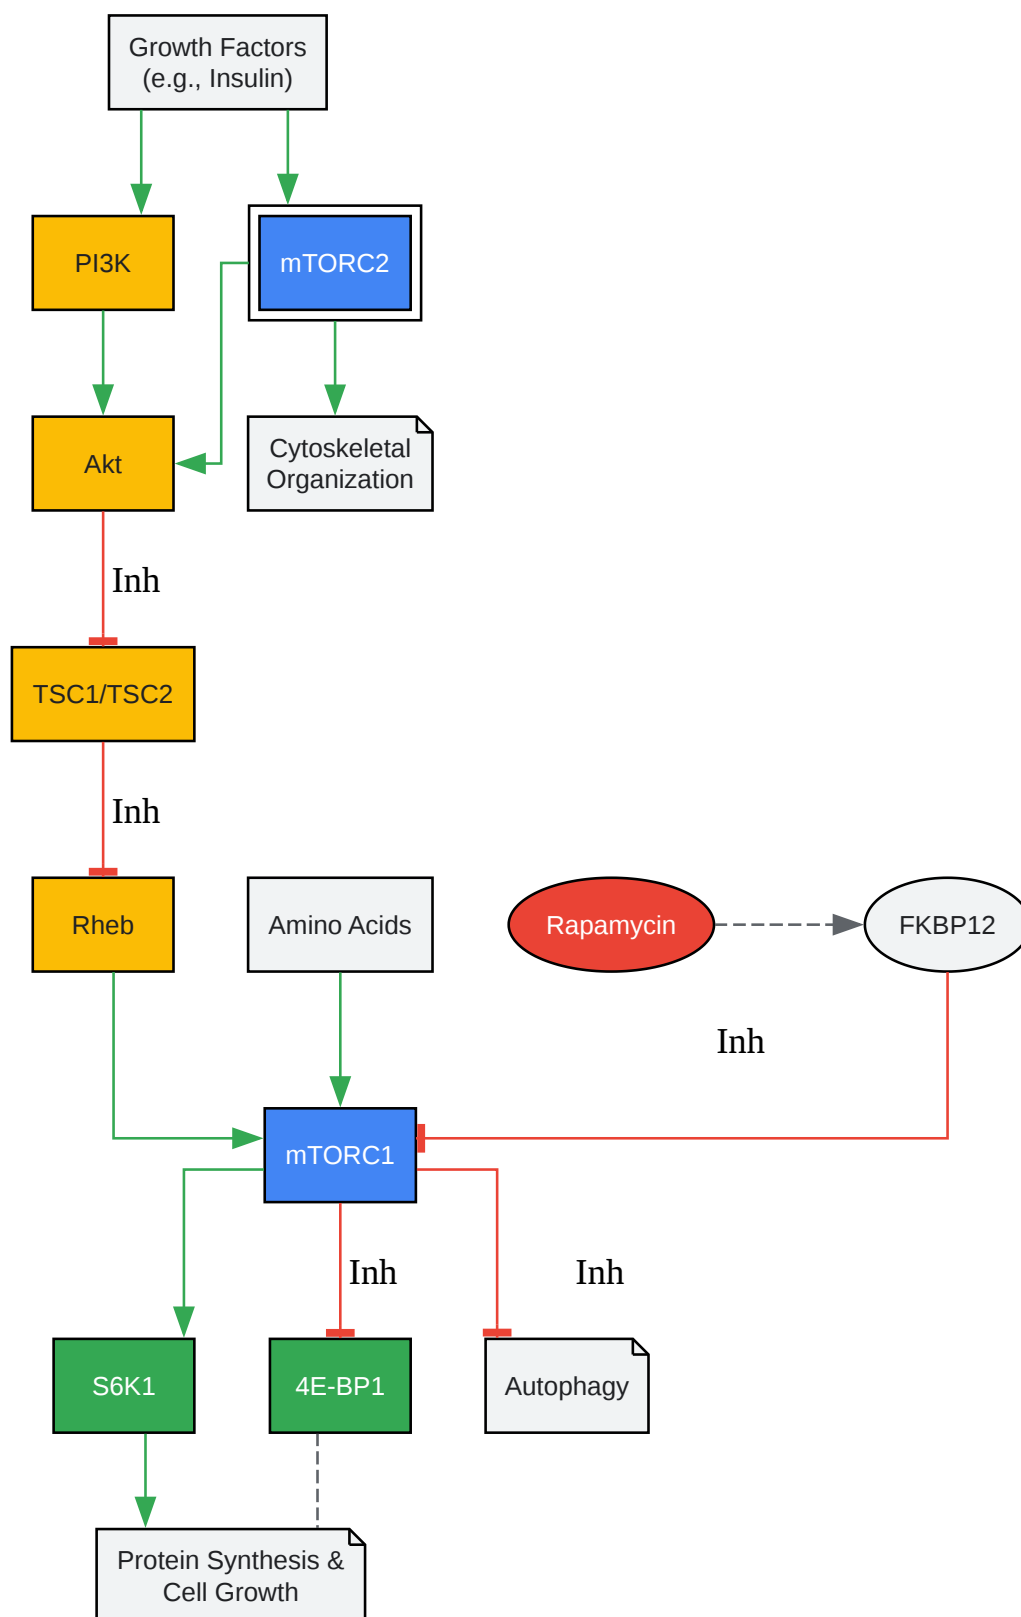 Growth Factors
(e.g., Insulin)
PI3K
mTORC2
Akt
Cytoskeletal
Organization
Inh
TSC1/TSC2
Inh
Rheb
Amino Acids
Rapamycin
FKBP12
Inh
mTORC1
Inh
Inh
S6K1
4E-BP1
Autophagy
Protein Synthesis &
Cell Growth